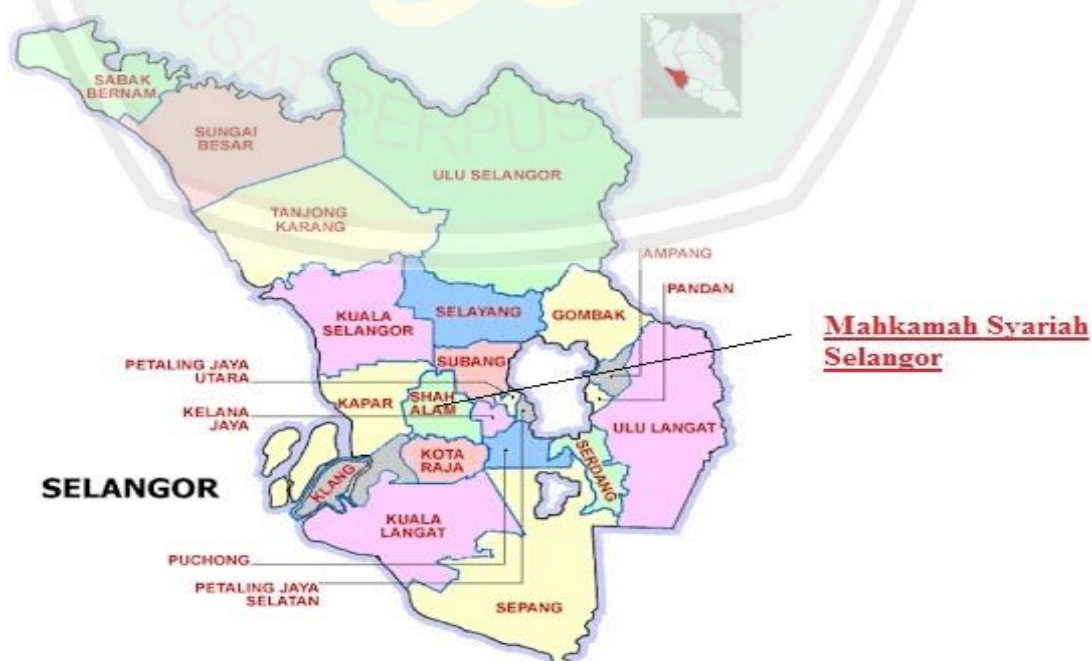 PUSAT PERPUSTAKAAN
SABAK
BERNAM
SUNGAI
BESAR
ULU SELANGOR
TANJONG
KARANG
AMPANG
PANDAN
KUALA
SELANGOR
SELAYANG
GOMBAK
Mahkamah Syariah
Selangor
SUBANG
PETALING JAYA
UTARA
KAPAR
SHAH
ALAM
KELANA
JAYA
ULU LANGAT
KOTA
RAJA
SERDANG
KLANG
SELANGOR
KUALA
LANGAT
PUCHONG
PETALING JAYA
SELATAN
SEPANG